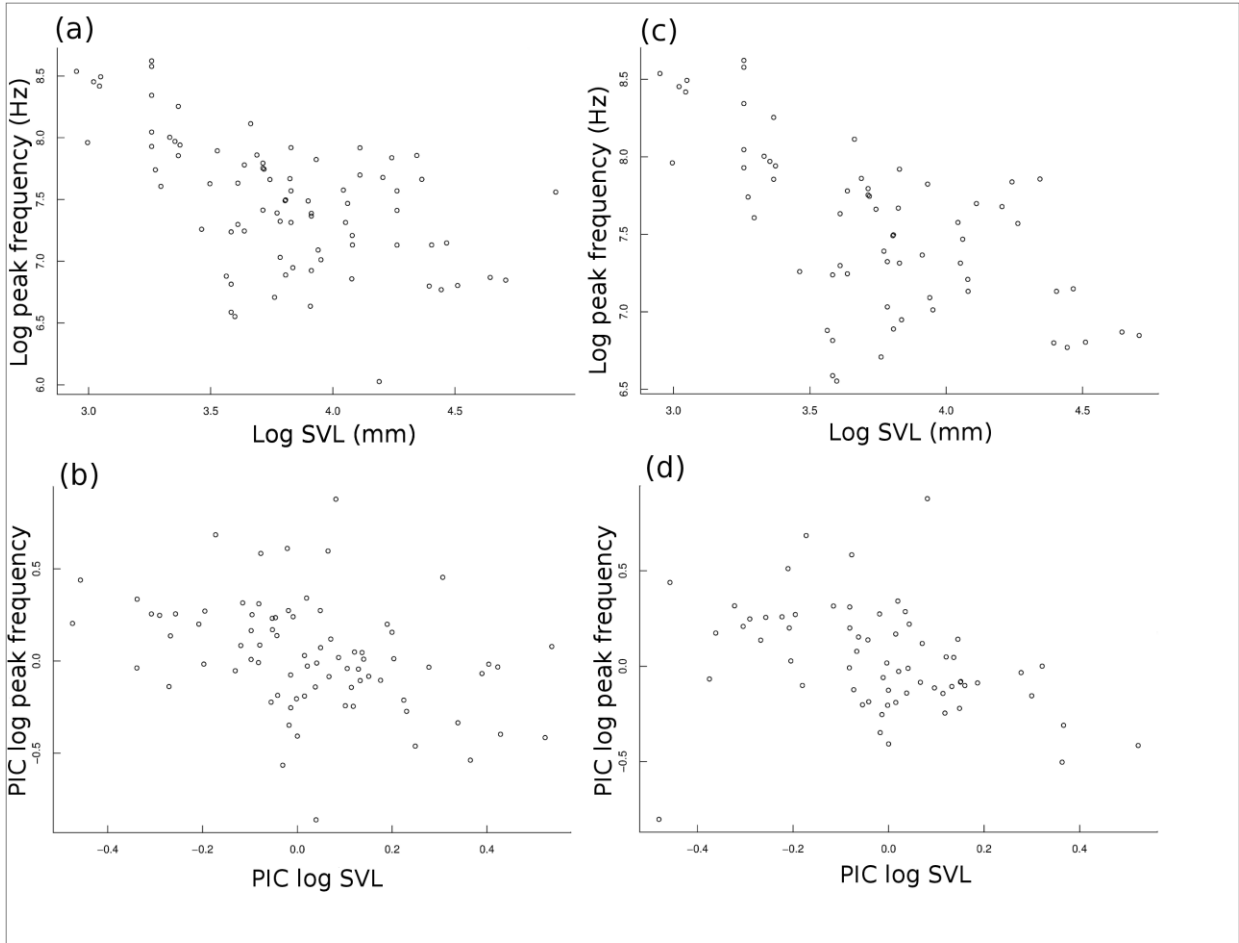 (a)
Log peak frequency (Hz)
8.5
8.0
7.5
7.0
6.5
6.0
3.0 3.5 4.0 4.5
Log SVL (mm)
(c)
Log peak frequency (Hz)
8.5
8.0
7.5
7.0
6.5
3.0 3.5 4.0 4.5
Log SVL (mm)
(b)
PIC log peak frequency
0.5
0.0
−0.5
−0.4 −0.2 0.0 0.2 0.4
PIC log SVL
(d)
PIC log peak frequency
0.5
0.0
−0.5
−0.4 −0.2 0.0 0.2 0.4
PIC log SVL